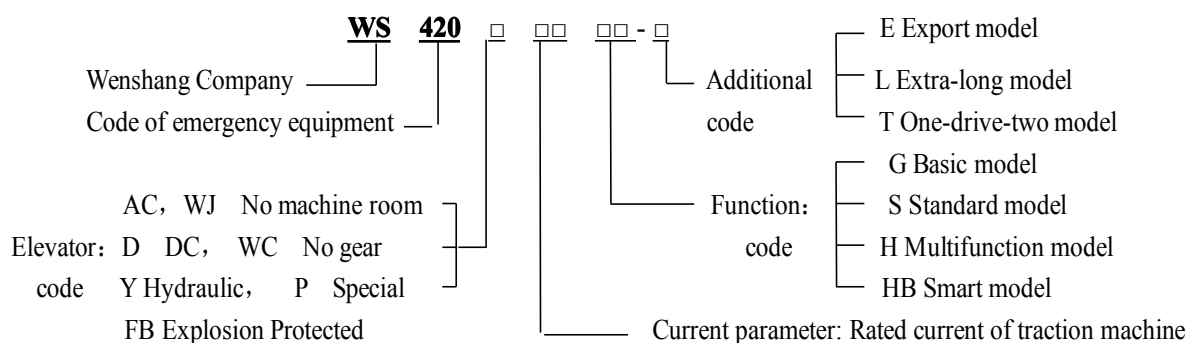 WS 420 □ □□ □□ - □
E Export model
Wenshang Company
Additional code
L Extra-long model
Code of emergency equipment
T One-drive-two model
G Basic model
AC，WJ No machine room
Function： code
S Standard model
Elevator： code
D DC， WC No gear
H Multifunction model
Y Hydraulic， P Special
HB Smart model
FB Explosion Protected
Current parameter: Rated current of traction machine